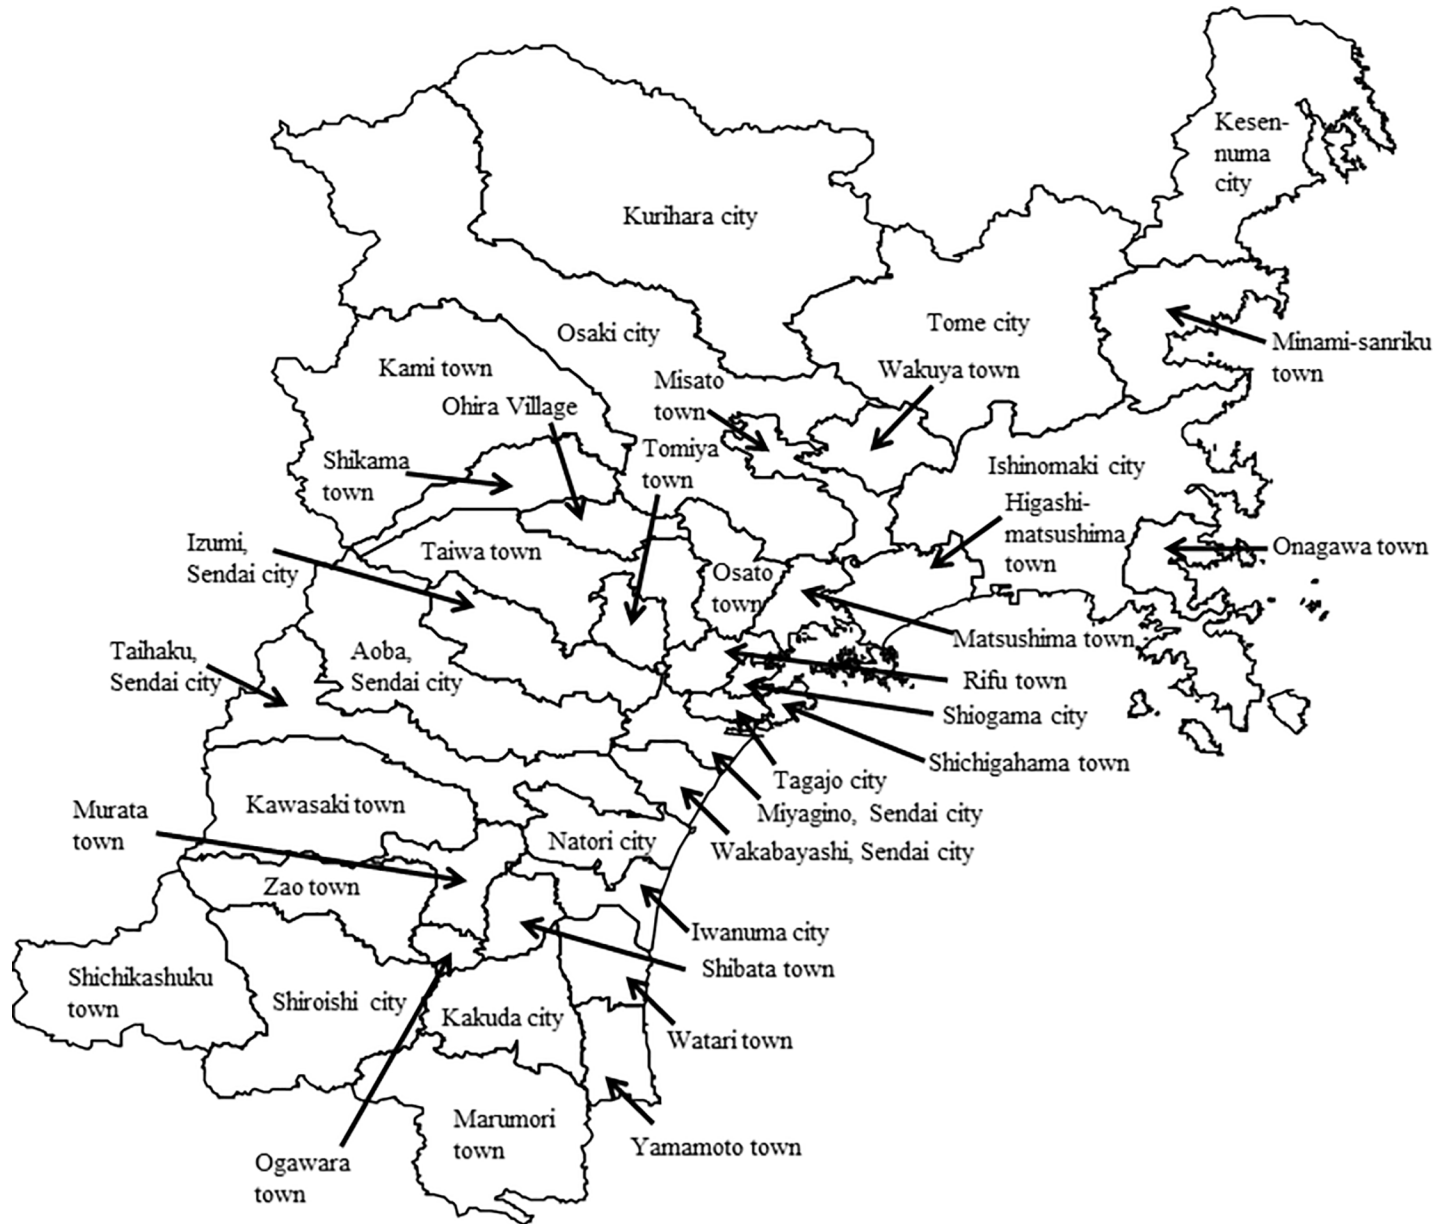 Kesen-
numa
city
Kurihara city
Tome city
Osaki city
Minami-sanriku
town
Kami town
Wakuya town
Misato
town
Ohira Village
Tomiya
town
Shikama
town
Ishinomaki city
Higashi-
matsushima
town
Izumi,
Sendai city
Taiwa town
Onagawa town
Osato
town
Matsushima town
Taihaku,
Sendai city
Aoba,
Sendai city
Rifu town
Shiogama city
Shichigahama town
Tagajo city
Kawasaki town
Miyagino, Sendai city
Murata
town
Natori city
Wakabayashi, Sendai city
Zao town
Iwanuma city
Shibata town
Shichikashuku
town
Shiroishi city
Kakuda city
Watari town
Marumori
town
Yamamoto town
Ogawara
town